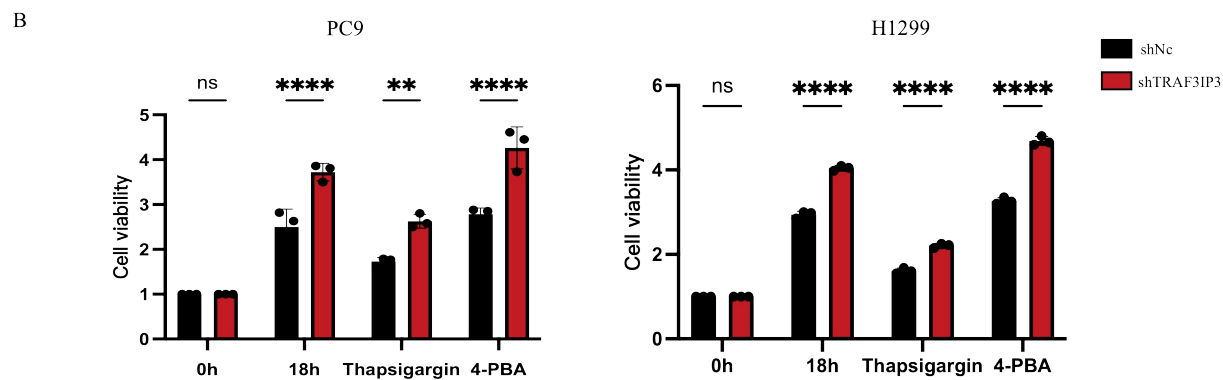 B
PC9
ns
****
**
****
Cell viability
5
4
3
2
1
0
0h
18h
Thapsigargin
4-PBA
H1299
ns
****
****
****
Cell viability
6
4
2
0
0h
18h
Thapsigargin
4-PBA
shNc
shTRAF3IP3